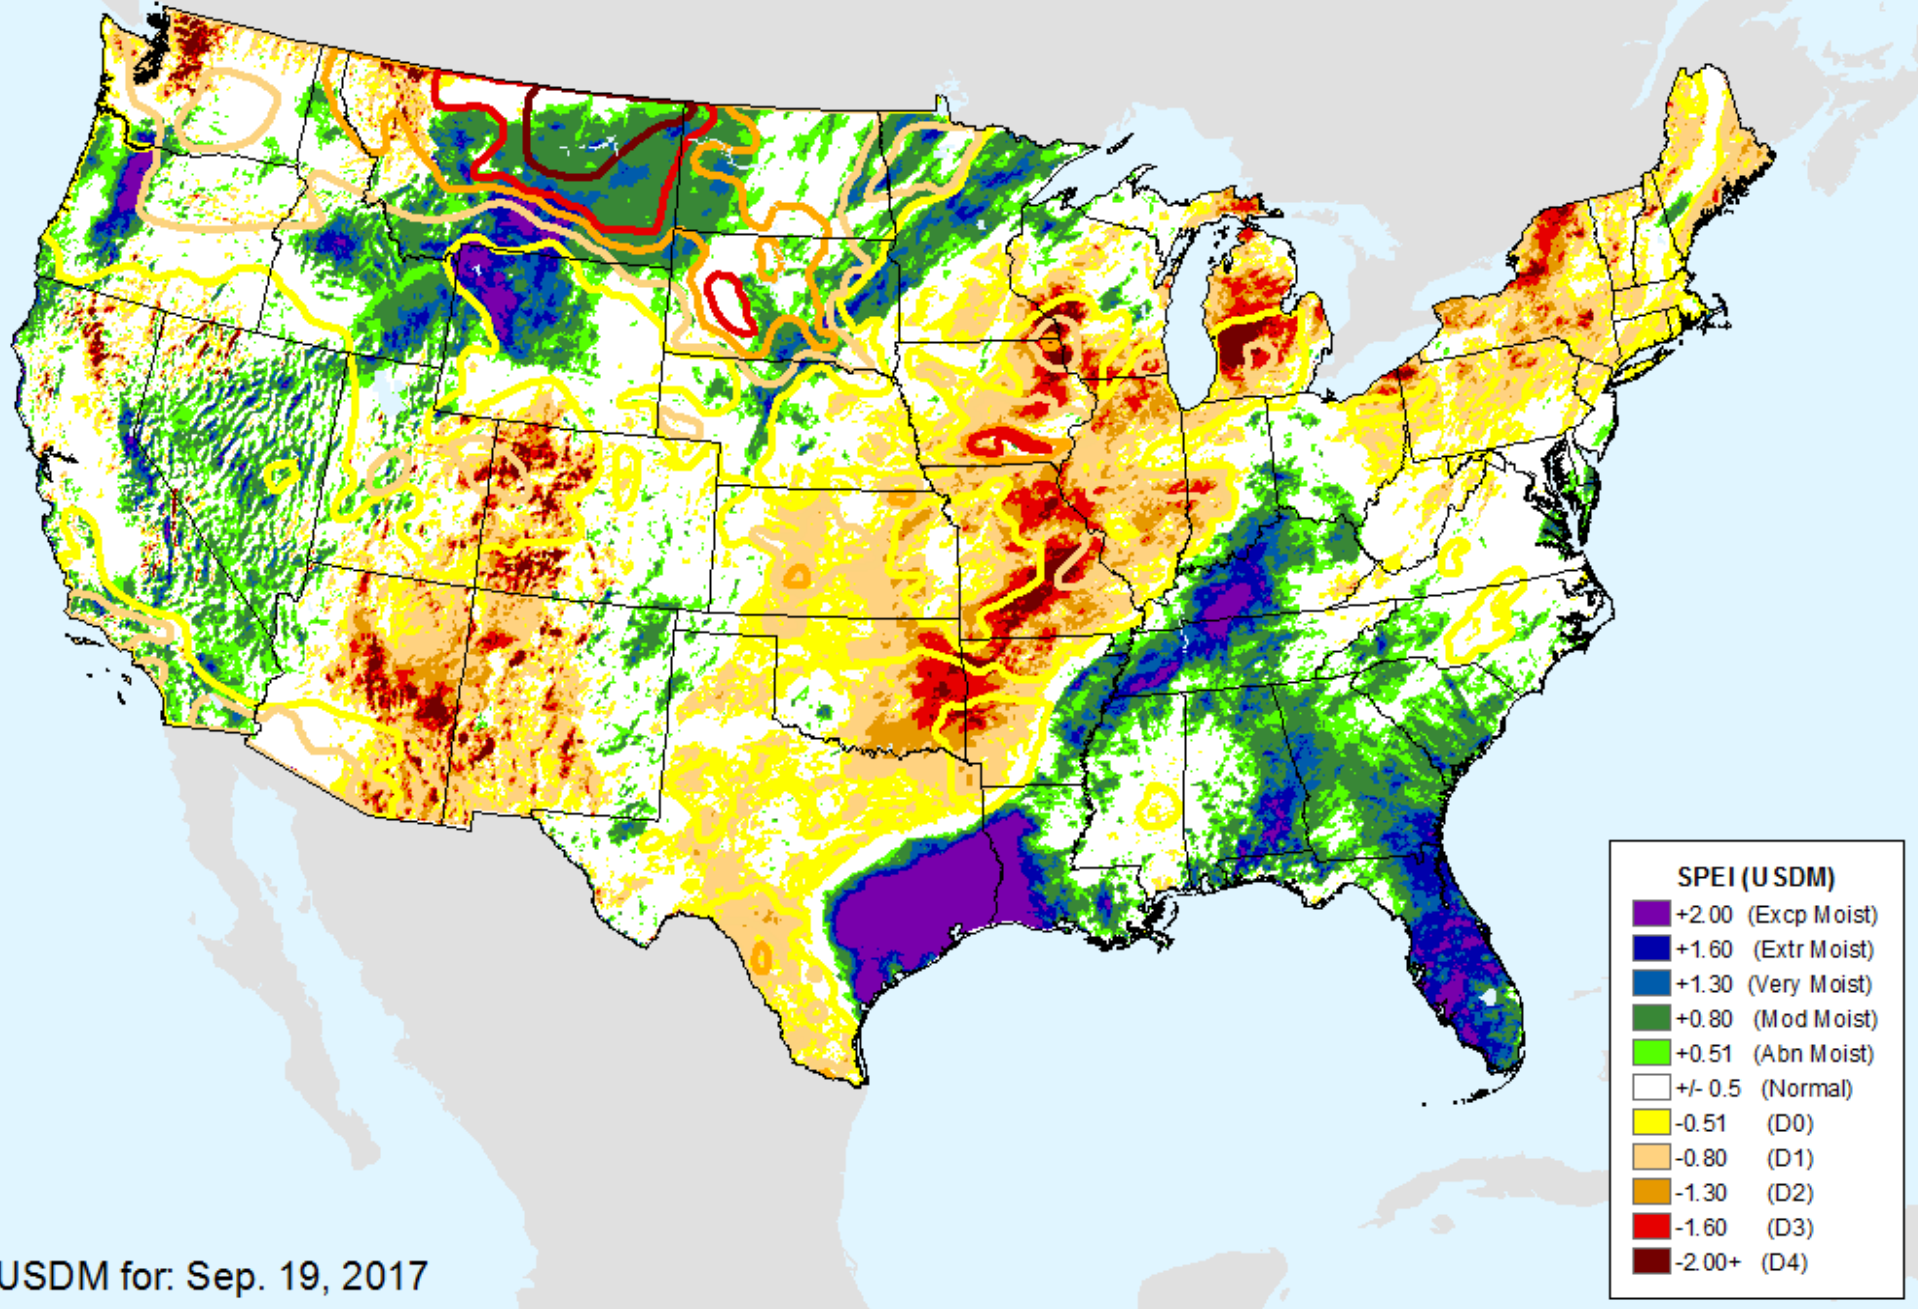 SPEI (USDM)
+2.00 (Excp Moist)
+1.60 (Extr Moist)
+1.30 (Very Moist)
+0.80 (Mod Moist)
+0.51 (Abn Moist)
+/- 0.5 (Normal)
-0.51 (D0)
-0.80 (D1)
-1.30 (D2)
-1.60 (D3)
-2.00+ (D4)
USDM for: Sep. 19, 2017